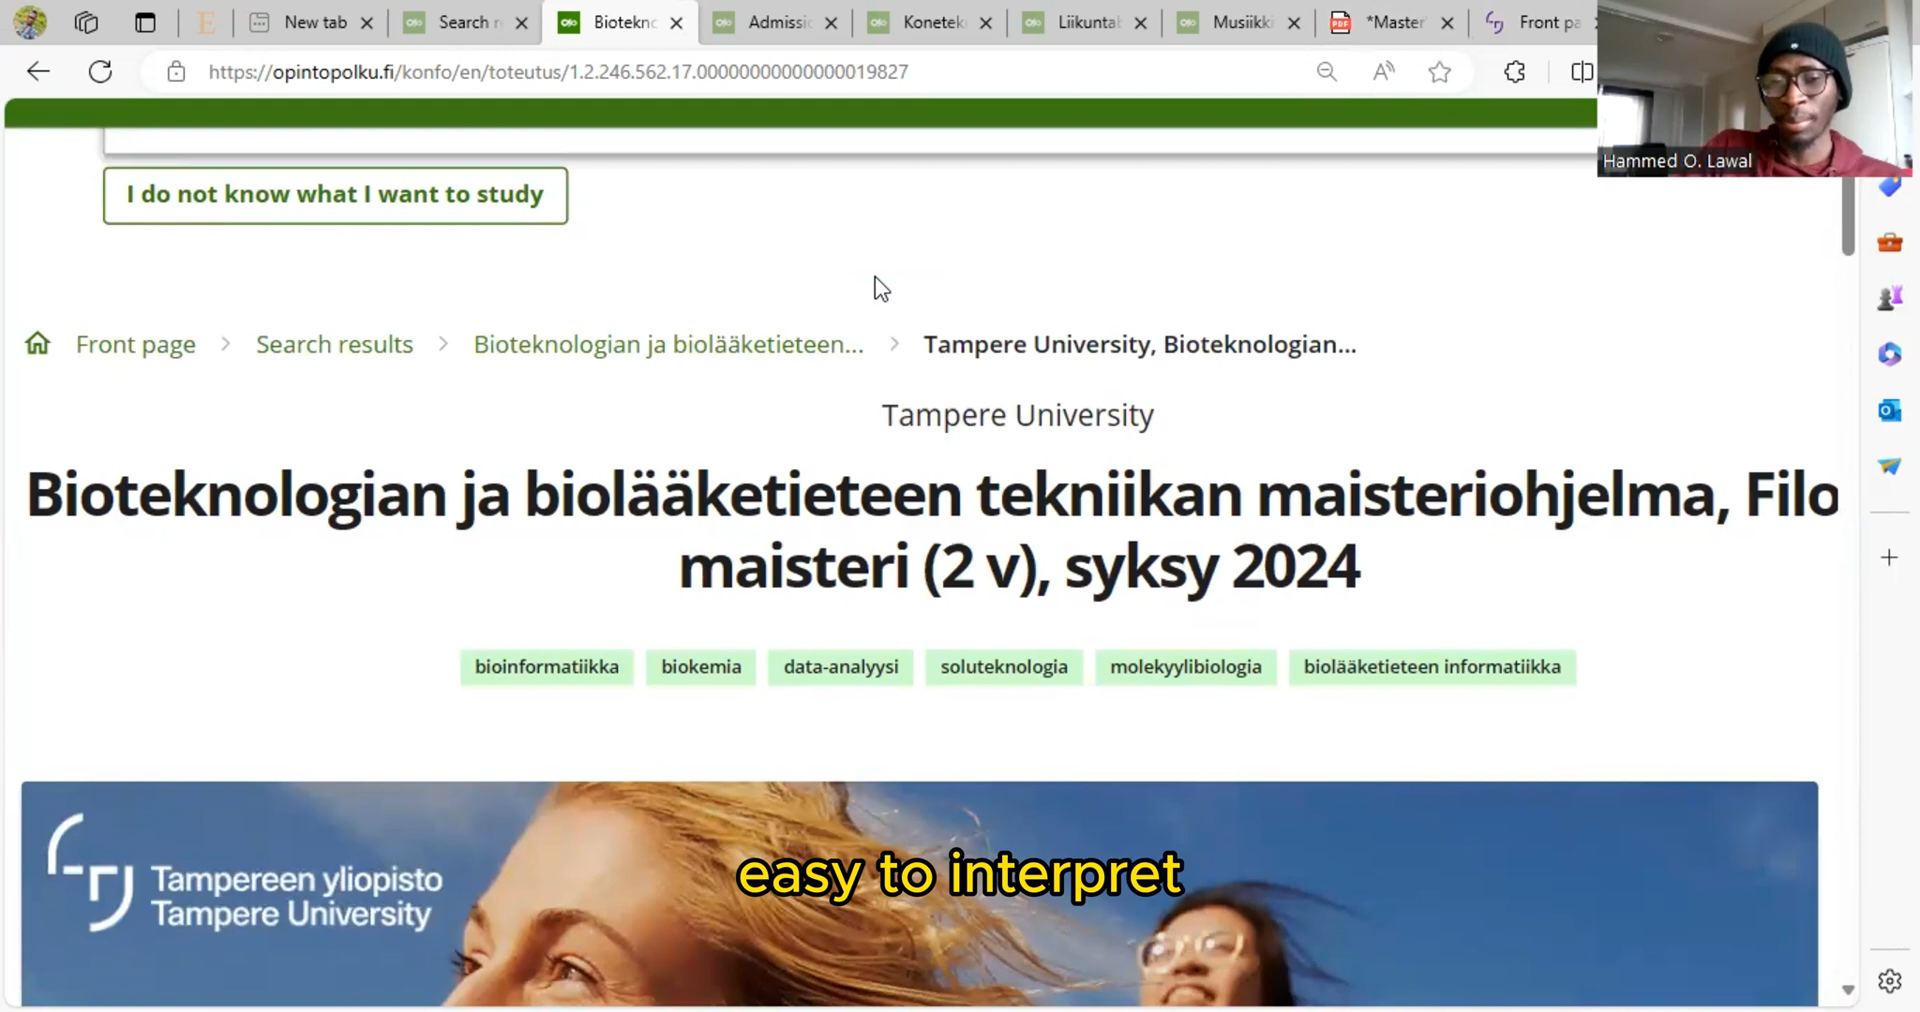 New tab
Search r
Biotekno
Admissic
Konetek
Liikuntab
Musiikki
*Master
Front pa
https://opintopolku.fi/konfo/en/toteutus/1.2.246.562.17.00000000000000019827
Hammed O. Lawal
I do not know what I want to study
Front page > Search results > Bioteknologian ja biolääketieteen... > Tampere University, Bioteknologian...
Tampere University
Bioteknologian ja biolääketieteen tekniikan maisteriohjelma, Filo
maisteri (2 v), syksy 2024
bioinformatiikka biokemia data-analyysi soluteknologia molekyylibiologia biolääketieteen informatiikka
Tampereen yliopisto
Tampere University
easy to interpret